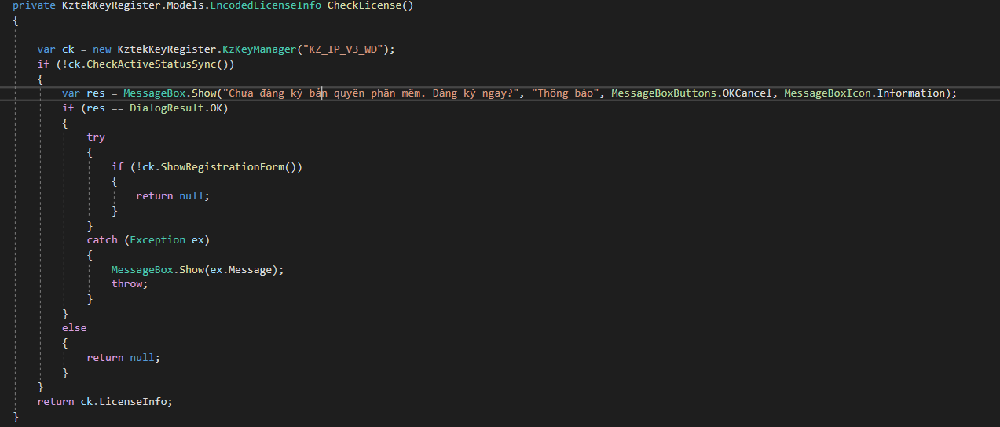 private KztekKeyRegister.Models.EncodedLicenseInfo CheckLicense()
{
var ck = new KztekKeyRegister.KzKeyManager("KZ_IP_V3_WD");
if (!ck.CheckActiveStatusSync())
{
var res = MessageBox.Show("Chưa đăng ký bản quyền phần mềm. Đăng ký ngay?", "Thông báo", MessageBoxButtons.OKCancel, MessageBoxIcon.Information);
if (res == DialogResult.OK)
{
try
{
if (!ck.ShowRegistrationForm())
{
return null;
}
}
catch (Exception ex)
{
MessageBox.Show(ex.Message);
throw;
}
}
else
{
return null;
}
}
return ck.LicenseInfo;
}